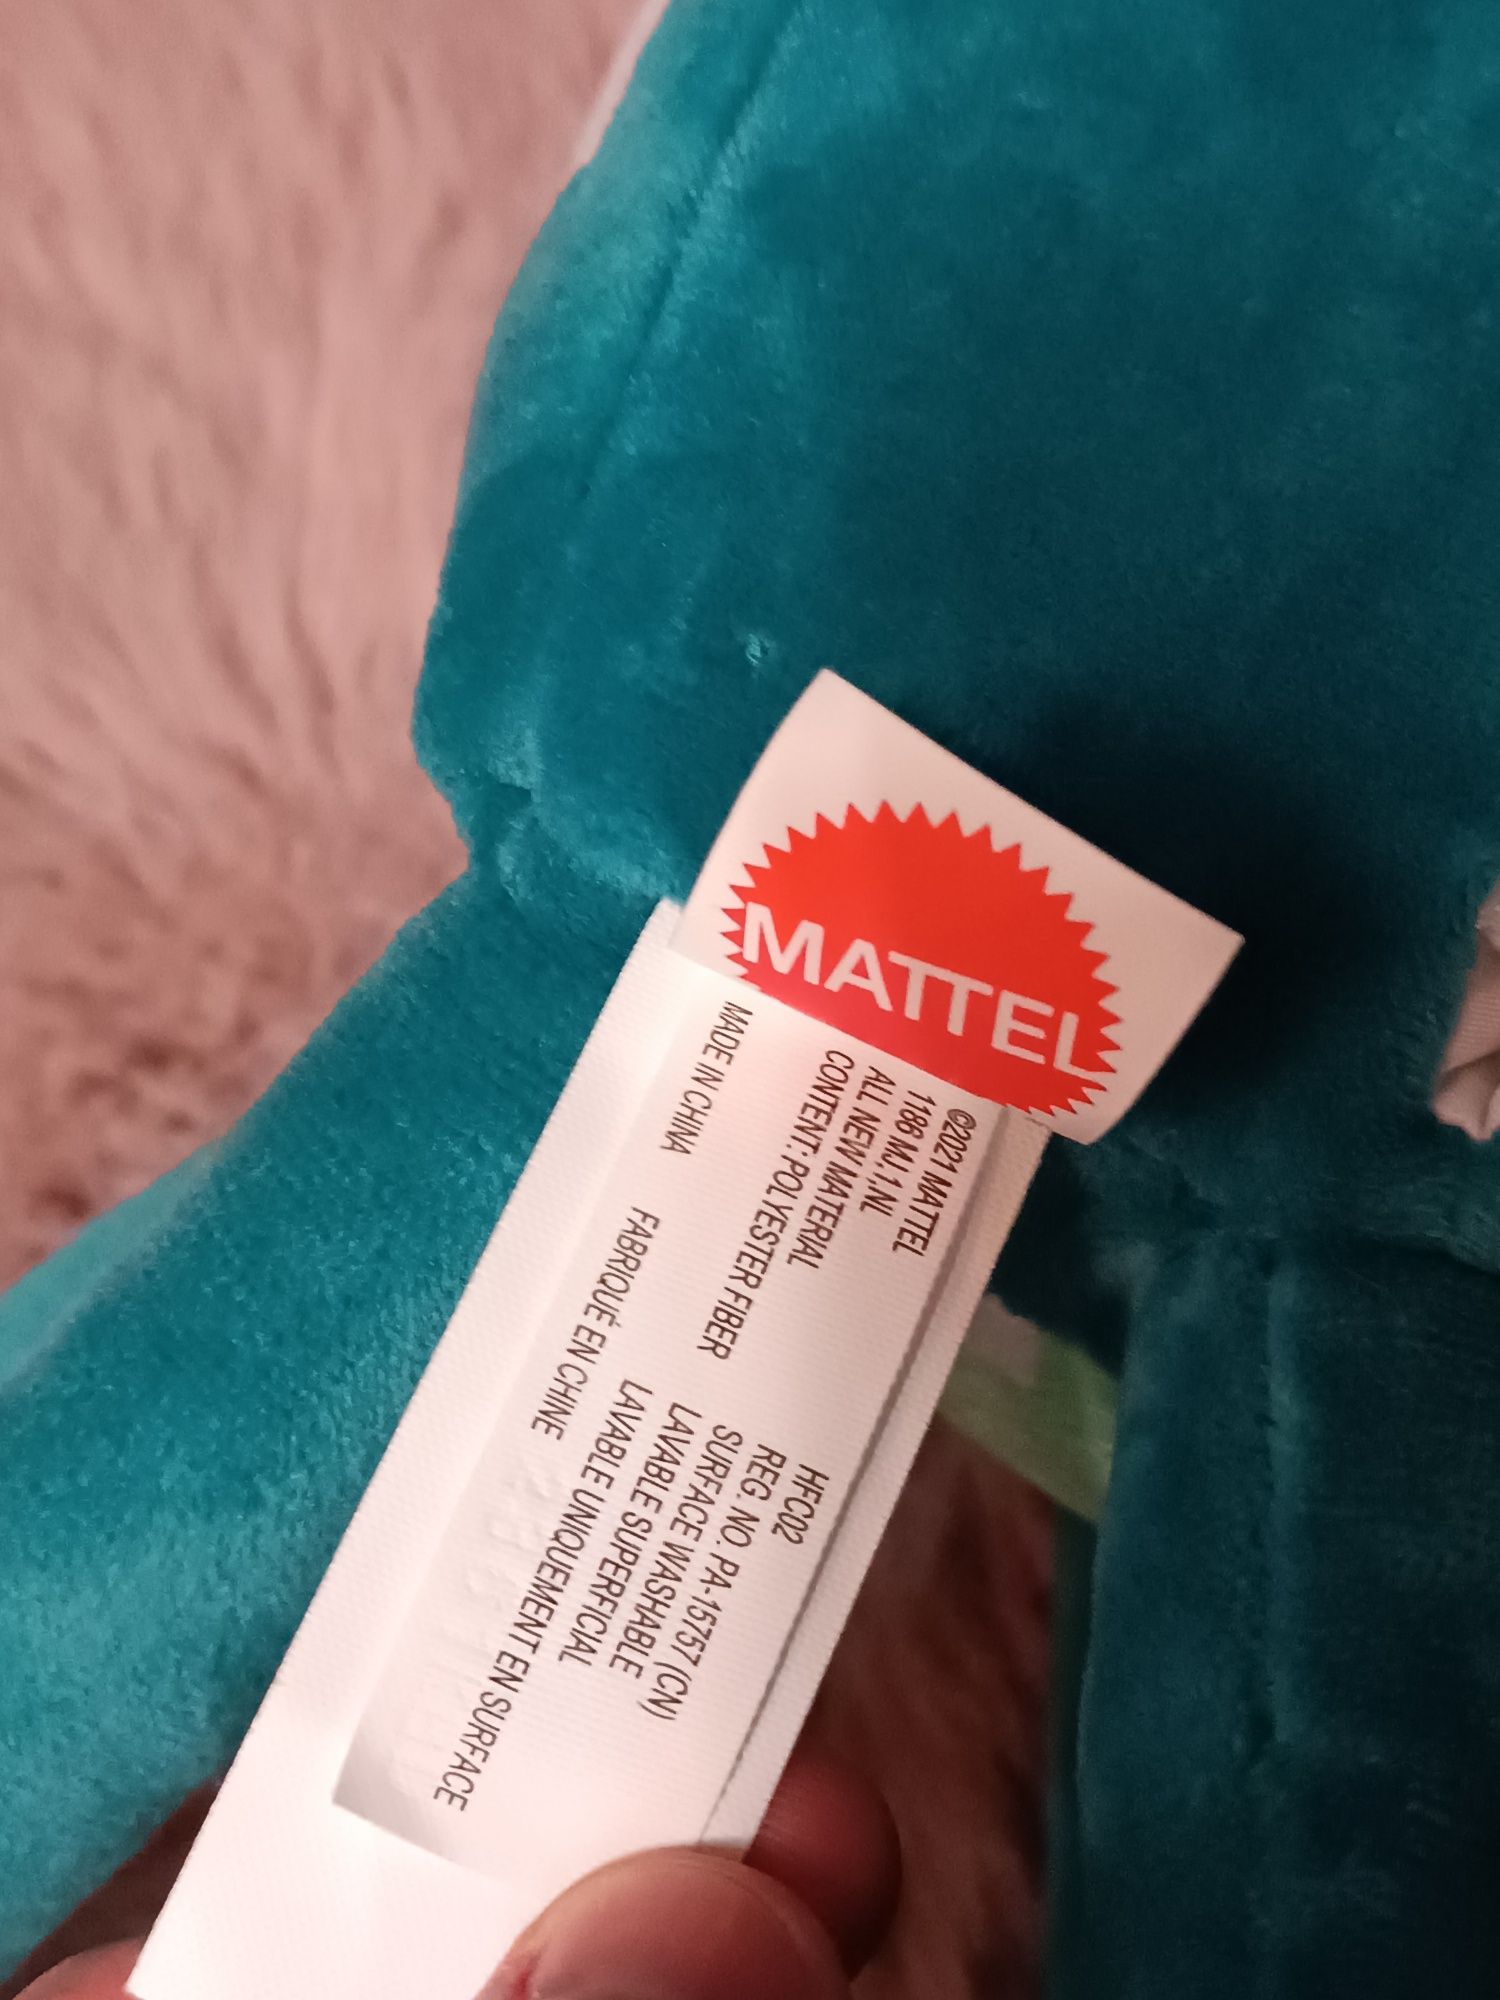 MATTEL
©2021 MATTEL
1186 MJ,1,NL
ALL NEW MATERIAL
CONTENT: POLYESTER FIBER
MADE IN CHINA
FABRIQUÉ EN CHINE
HFC02
REG. NO. PA-15757 (CN)
SURFACE WASHABLE
LAVABLE SUPERFICIAL
LAVABLE UNIQUEMENT EN SURFACE